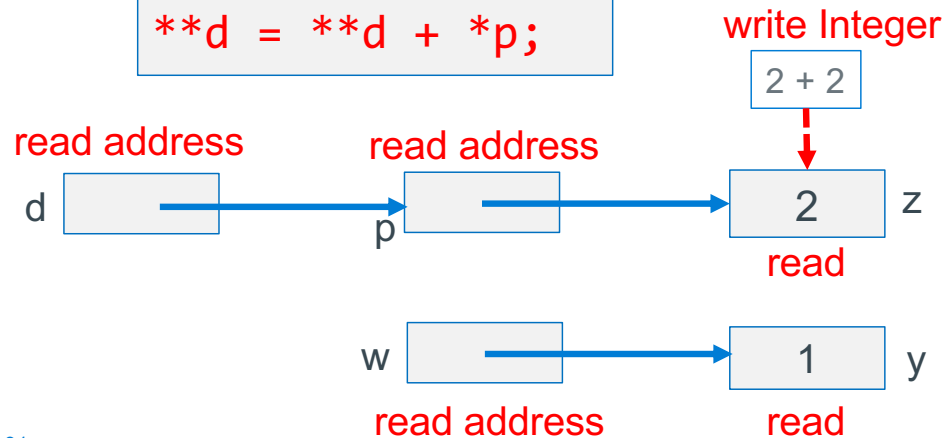 **d = **d + *p;
write Integer
2 + 2
read address
read address
d
p
2
z
read
w
1
y
read address
read